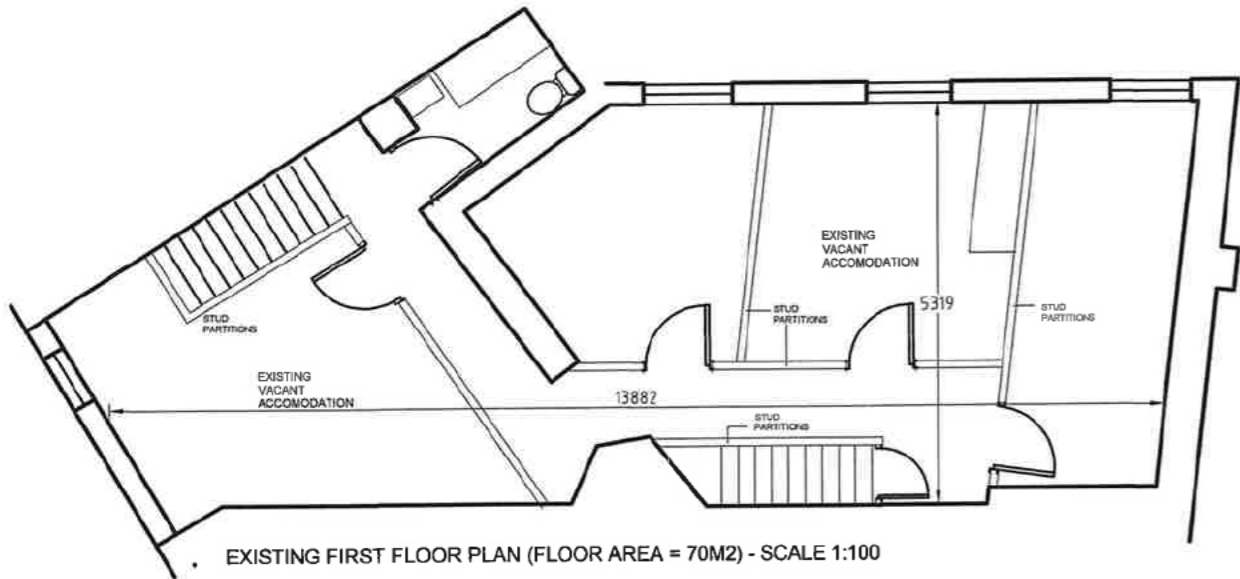 EXISTING
VACANT
ACCOMODATION
5319
STUD
PARTITIONS
STUD
PARTITIONS
STUD
PARTITIONS
EXISTING
VACANT
ACCOMODATION
13882
STUD
PARTITIONS
EXISTING FIRST FLOOR PLAN (FLOOR AREA = 70M2) - SCALE 1:100